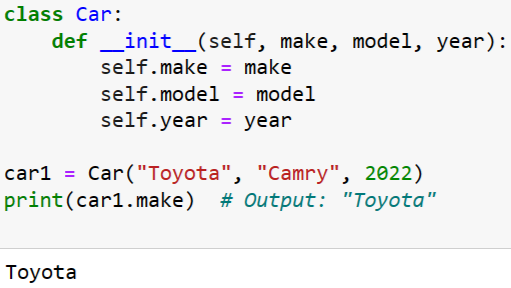 class Car:
    def __init__(self, make, model, year):
        self.make = make
        self.model = model
        self.year = year

car1 = Car("Toyota", "Camry", 2022)
print(car1.make)  # Output: "Toyota"
Toyota